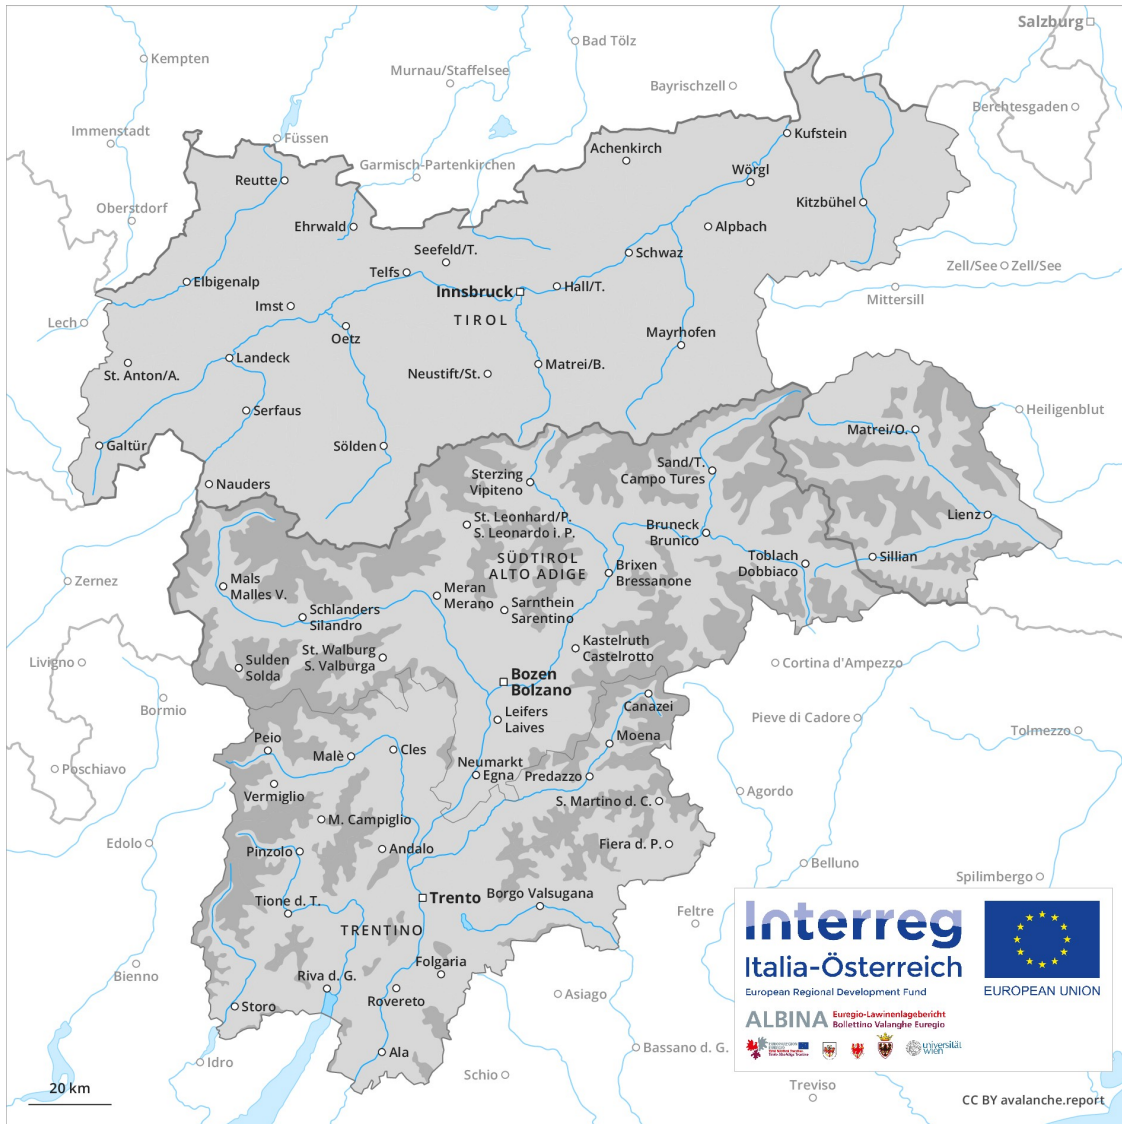 Salzburg
Bad Tölz
Kempten
Murnau/Staffelsee
Bayrischzell
Berchtesgaden
Immenstadt
Füssen
Kufstein
Achenkirch
Garmisch-Partenkirchen
Wörgl
Reutte
Kitzbühel
Oberstdorf
Ehrwald
Alpbach
Seefeld/T.
Schwaz
Telfs
Zell/See
Zell/See
Elbigenalp
Innsbruck
Hall/T.
Mittersill
Imst
Lech
TIROL
Oetz
Mayrhofen
Landeck
Matrei/B.
St. Anton/A.
Neustift/St.
Serfaus
Heiligenblut
Matrei/O.
Galtür
Sölden
Sand/T.
Campo Tures
Sterzing
Vipiteno
Nauders
St. Leonhard/P.
S. Leonardo i. P.
Lienz
Bruneck
Brunico
SÜDTIROL
ALTO ADIGE
Toblach
Dobbiaco
Sillian
Brixen
Bressanone
Zernez
Mals
Malles V.
Meran
Merano
Sarnthein
Sarentino
Schlanders
Silandro
Kastelruth
Castelrotto
St. Walburg
S. Valburga
Livigno
Sulden
Solda
Cortina d'Ampezzo
Bozen
Bolzano
Canazei
Bormio
Leifers
Laives
Pieve di Cadore
Tolmezzo
Peio
Moena
Malè
Cles
Neumarkt
Egna
Predazzo
Poschiavo
Vermiglio
Agordo
S. Martino d. C.
M. Campiglio
Edolo
Pinzolo
Andalo
Fiera d. P.
Belluno
Spilimbergo
Tione d. T.
Trento
Borgo Valsugana
Feltre
TRENTINO
Interreg
Italia-Österreich
European Regional Development Fund
EUROPEAN UNION
Bienno
Folgaria
Riva d. G.
Rovereto
Asiago
Storo
ALBINA
Euregio-Lawinenlagebericht
Bollettino Valanghe Euregio
universität
wien
Ala
Bassano d. G.
Idro
Schio
Treviso
20 km
CC BY avalanche.report